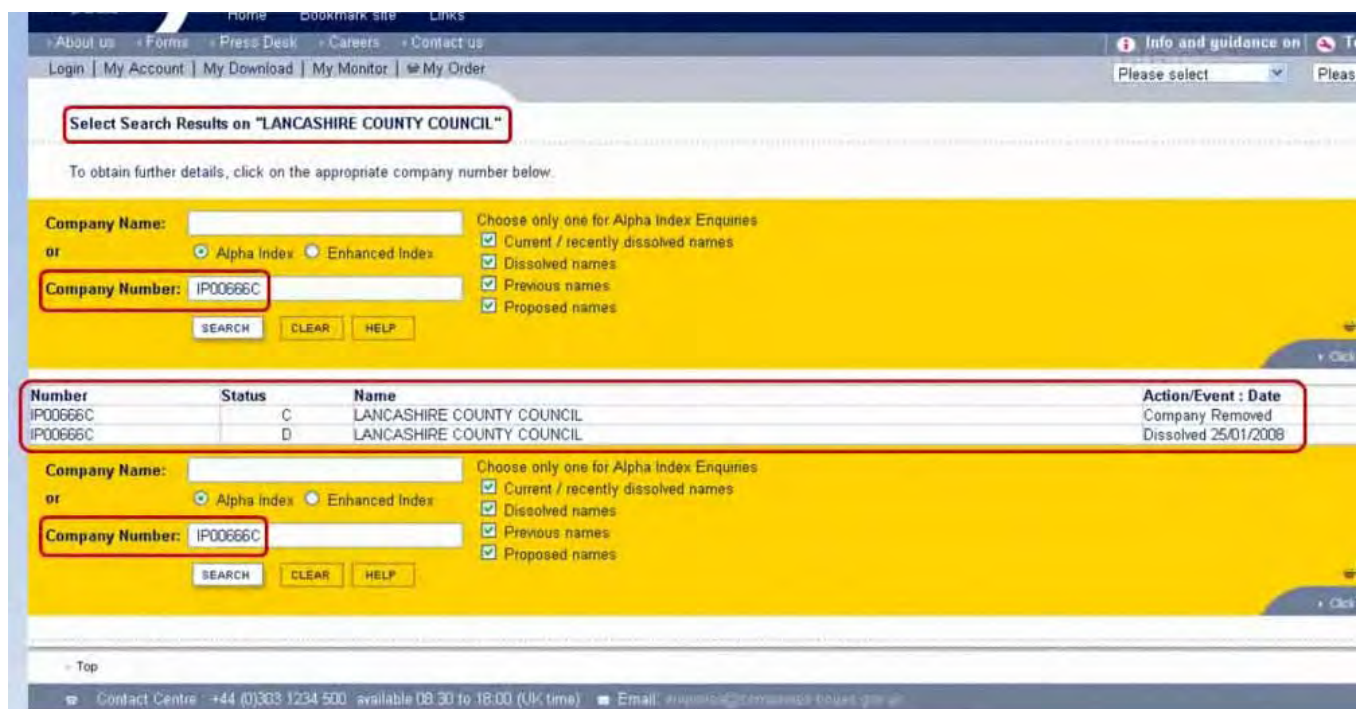 Home Bookmark site Links
About us Forms Press Desk Careers Contact us Info and guidance on
Login | My Account | My Download | My Monitor | My Order
Please select
Select Search Results on "LANCASHIRE COUNTY COUNCIL"
To obtain further details, click on the appropriate company number below.
Company Name: Choose only one for Alpha Index Enquiries
Current / recently dissolved names
or Alpha Index Enhanced Index
Dissolved names
Company Number: IP00666C Previous names
Proposed names
SEARCH CLEAR HELP
Number Status Name Action/Event : Date
IP00666C C LANCASHIRE COUNTY COUNCIL Company Removed
IP00666C D LANCASHIRE COUNTY COUNCIL Dissolved 25/01/2008
Company Name: Choose only one for Alpha Index Enquiries
Current / recently dissolved names
or Alpha Index Enhanced Index
Dissolved names
Company Number: IP00666C Previous names
Proposed names
SEARCH CLEAR HELP
Top
Contact Centre : +44 (0)303 1234 500 available 08:30 to 18:00 (UK time) Email: